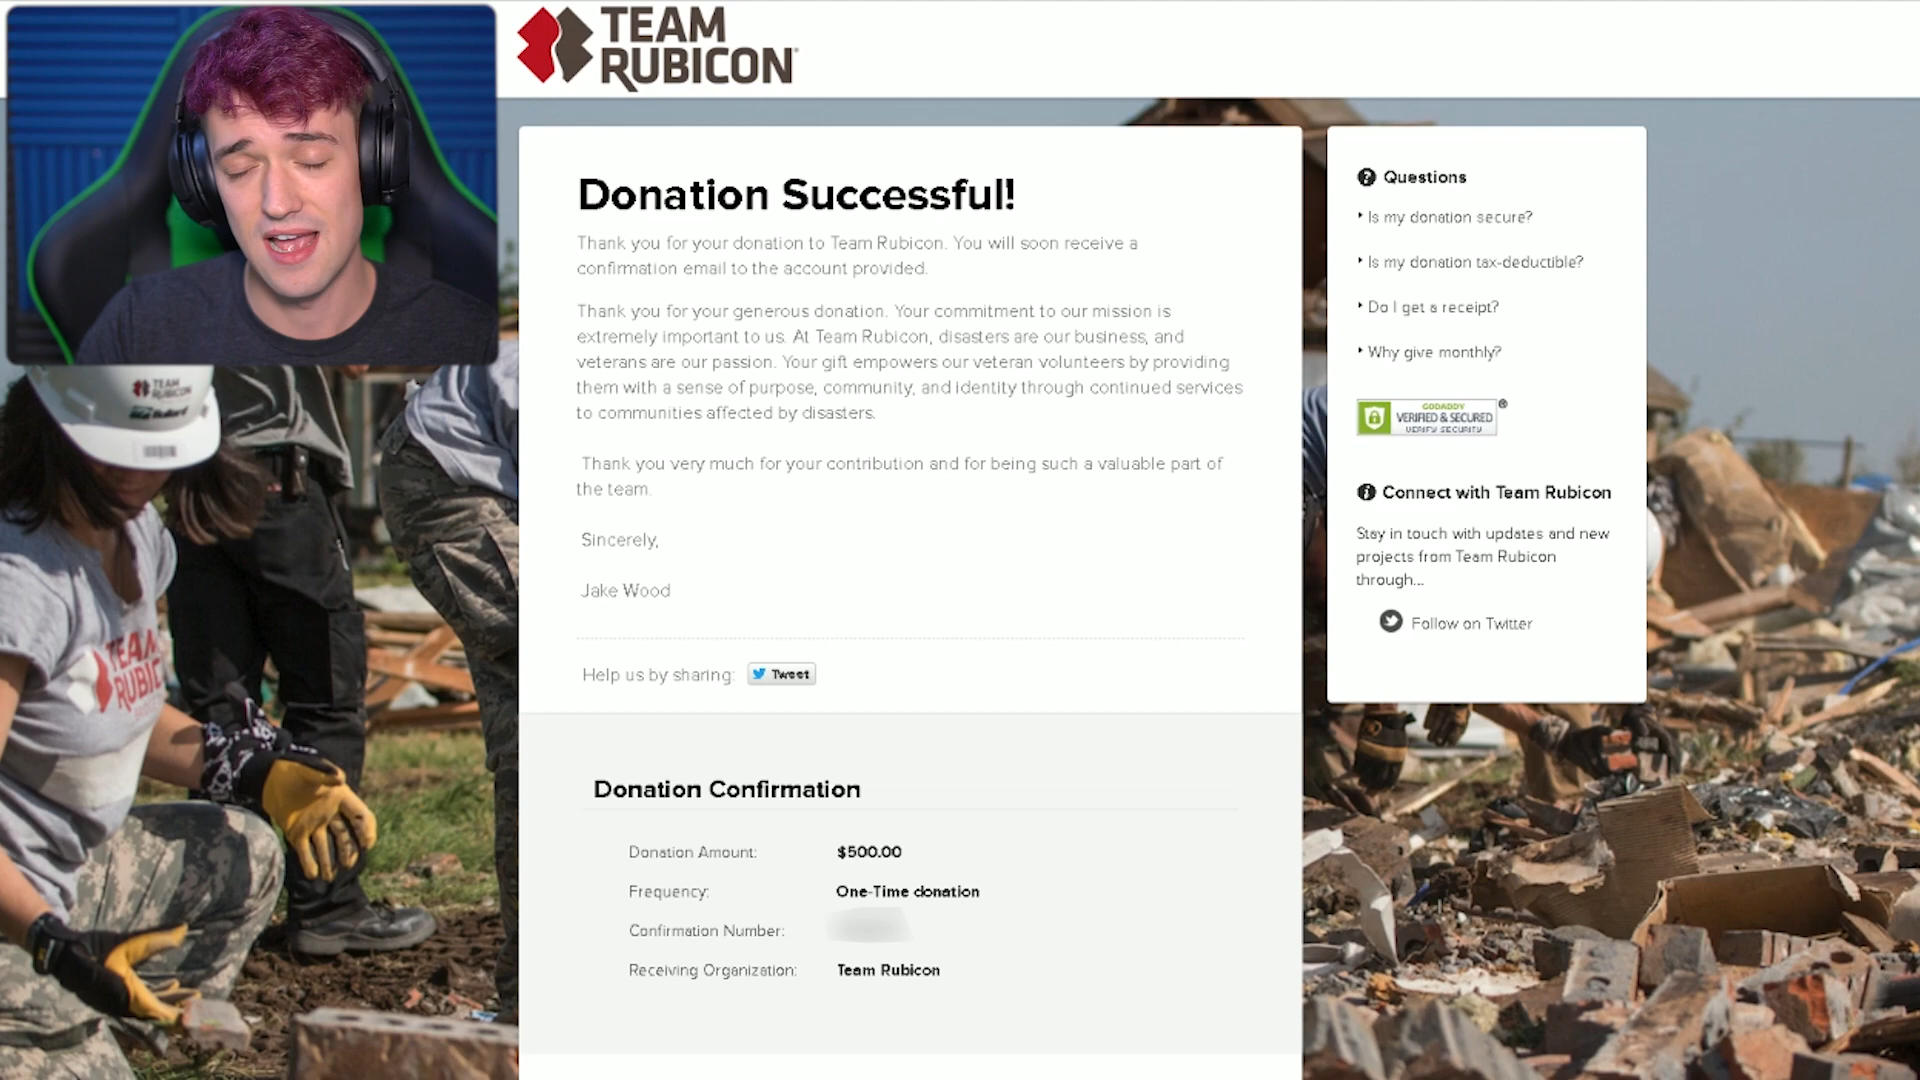 TEAM
RUBICON
Donation Successful!
Thank you for your donation to Team Rubicon. You will soon receive a
confirmation email to the account provided.
Thank you for your generous donation. Your commitment to our mission is
extremely important to us. At Team Rubicon, disasters are our business, and
veterans are our passion. Your gift empowers our veteran volunteers by providing
them with a sense of purpose, community, and identity through continued services
to communities affected by disasters.
Thank you very much for your contribution and for being such a valuable part of
the team.
Sincerely,
Jake Wood
Help us by sharing: Tweet
Donation Confirmation
Donation Amount: $500.00
Frequency: One-Time donation
Confirmation Number:
Receiving Organization: Team Rubicon
Questions
Is my donation secure?
Is my donation tax-deductible?
Do I get a receipt?
Why give monthly?
GODADDY
VERIFIED & SECURED
VERIFY SECURITY
Connect with Team Rubicon
Stay in touch with updates and new
projects from Team Rubicon
through...
Follow on Twitter
TEAM
RUBICON
TEAM
RUBIC